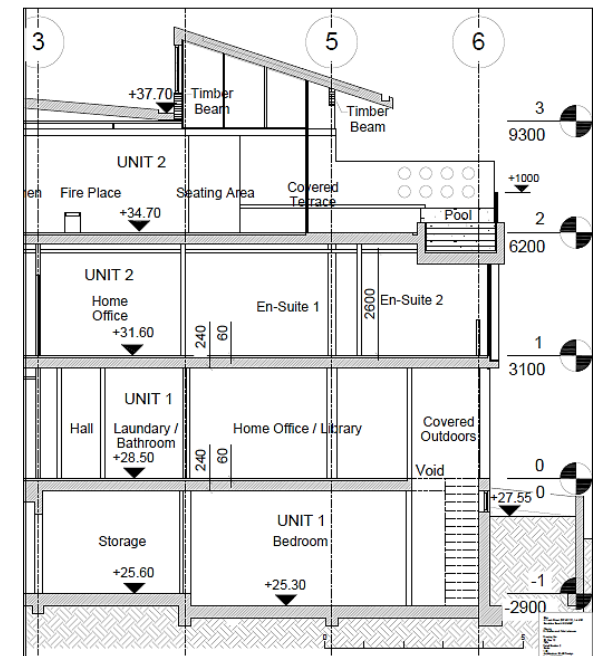 3
5
6
+37.70
Timber
Beam
Timber
Beam
3
9300
UNIT 2
+1000
en
Fire Place
Seating Area
Covered
Terrace
+34.70
Pool
2
6200
UNIT 2
Home
Office
En-Suite 1
2600
En-Suite 2
+31.60
240
60
1
3100
UNIT 1
Hall
Laundary /
Bathroom
Home Office / Library
Covered
Outdoors
+28.50
240
60
Void
0
0
+27.55
UNIT 1
Storage
Bedroom
+25.60
+25.30
-1
-2900
0
5